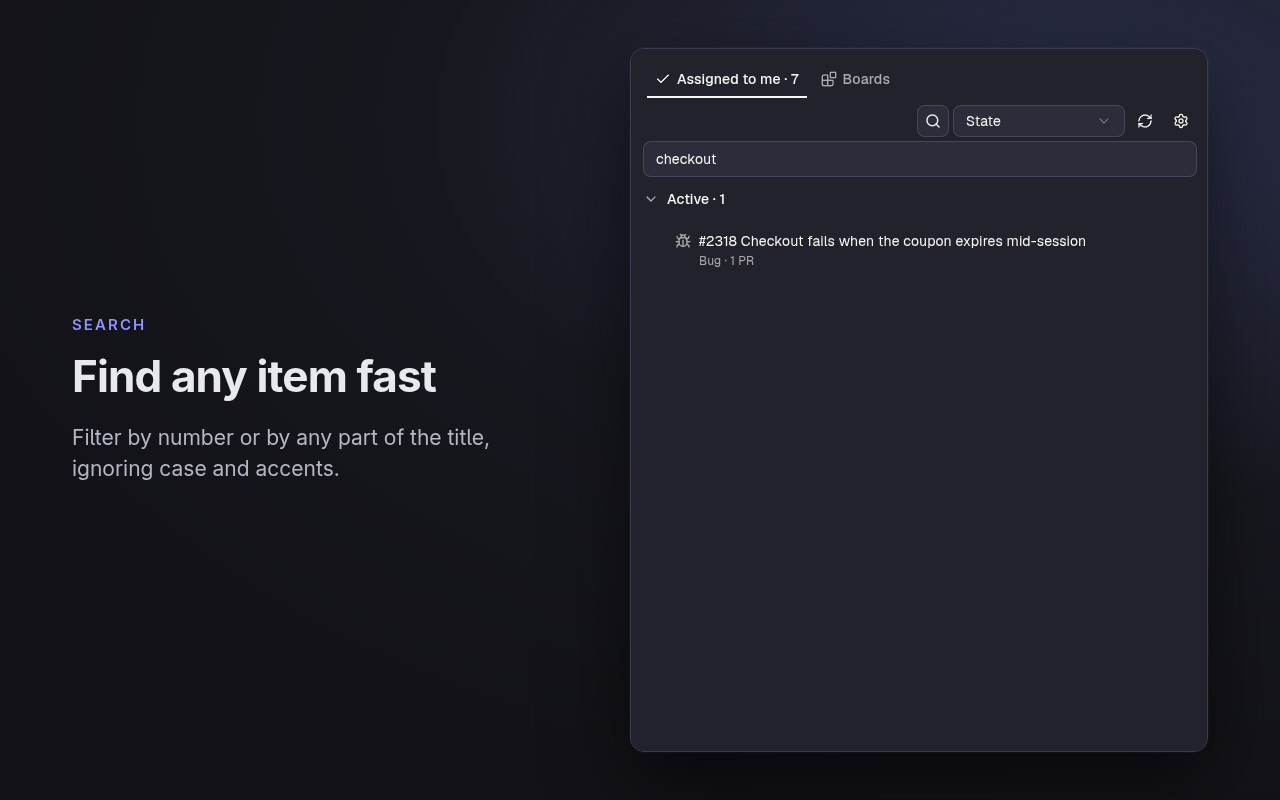 SEARCH
Find any item fast
Filter by number or by any part of the title,
ignoring case and accents.
Assigned to me · 7
Boards
State
checkout
Active · 1
#2318 Checkout fails when the coupon expires mid-session
Bug · 1 PR